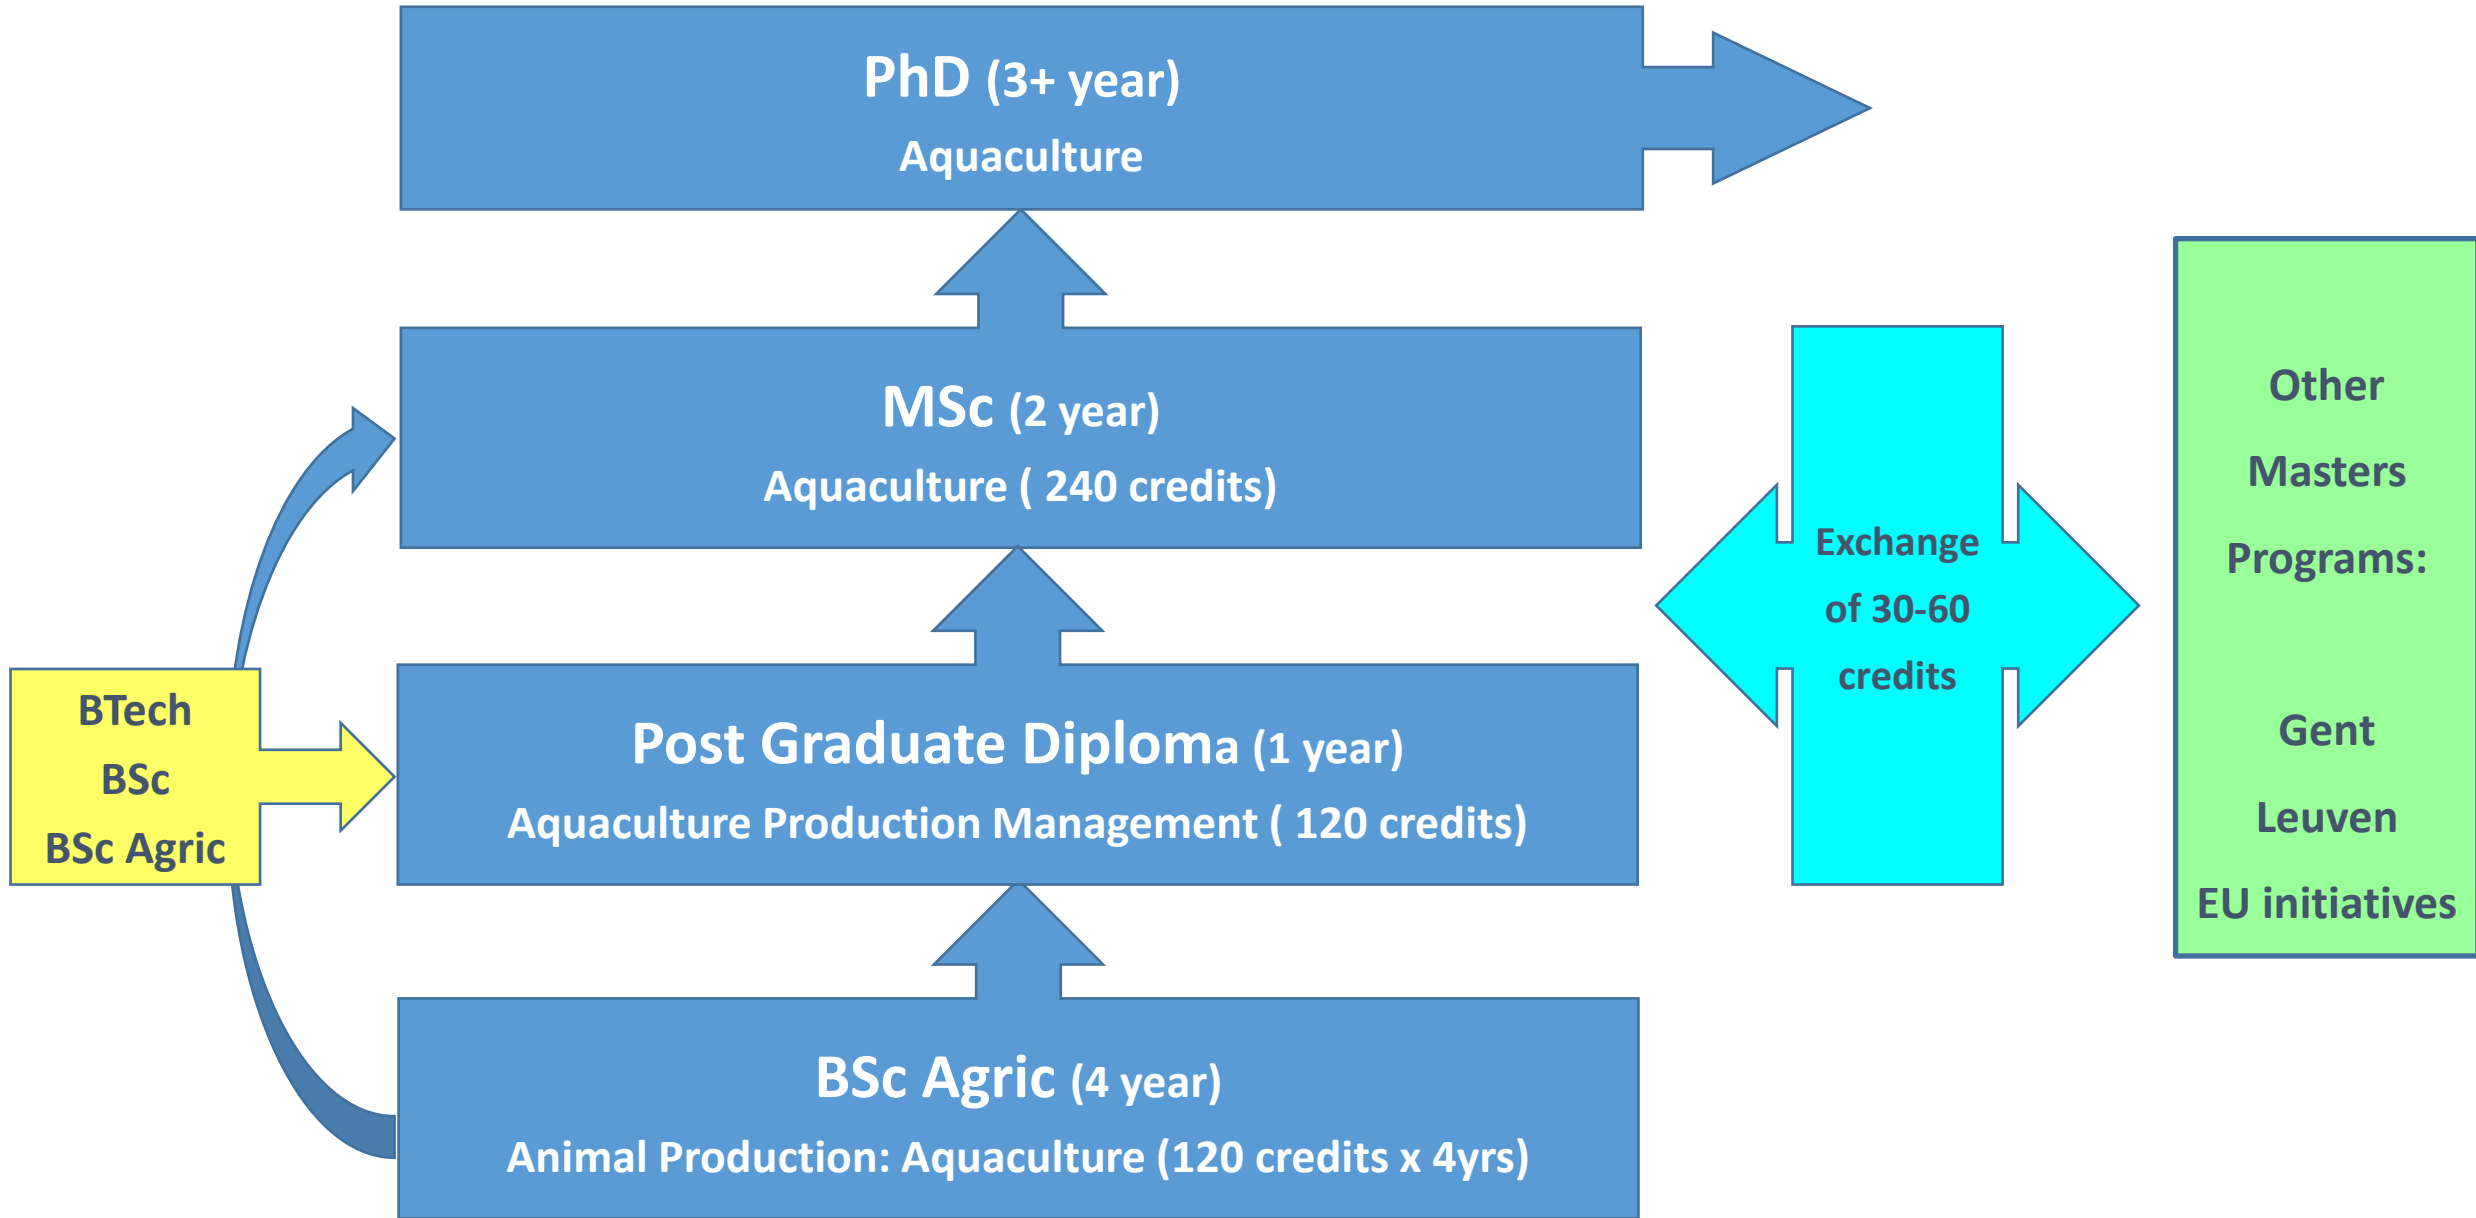 PhD (3+ year)
Aquaculture
MSc (2 year)
Aquaculture ( 240 credits)
Post Graduate Diploma (1 year)
Aquaculture Production Management ( 120 credits)
BSc Agric (4 year)
Animal Production: Aquaculture (120 credits x 4yrs)
BTech
BSc
BSc Agric
Exchange
of 30-60
credits
Other
Masters
Programs:
Gent
Leuven
EU initiatives